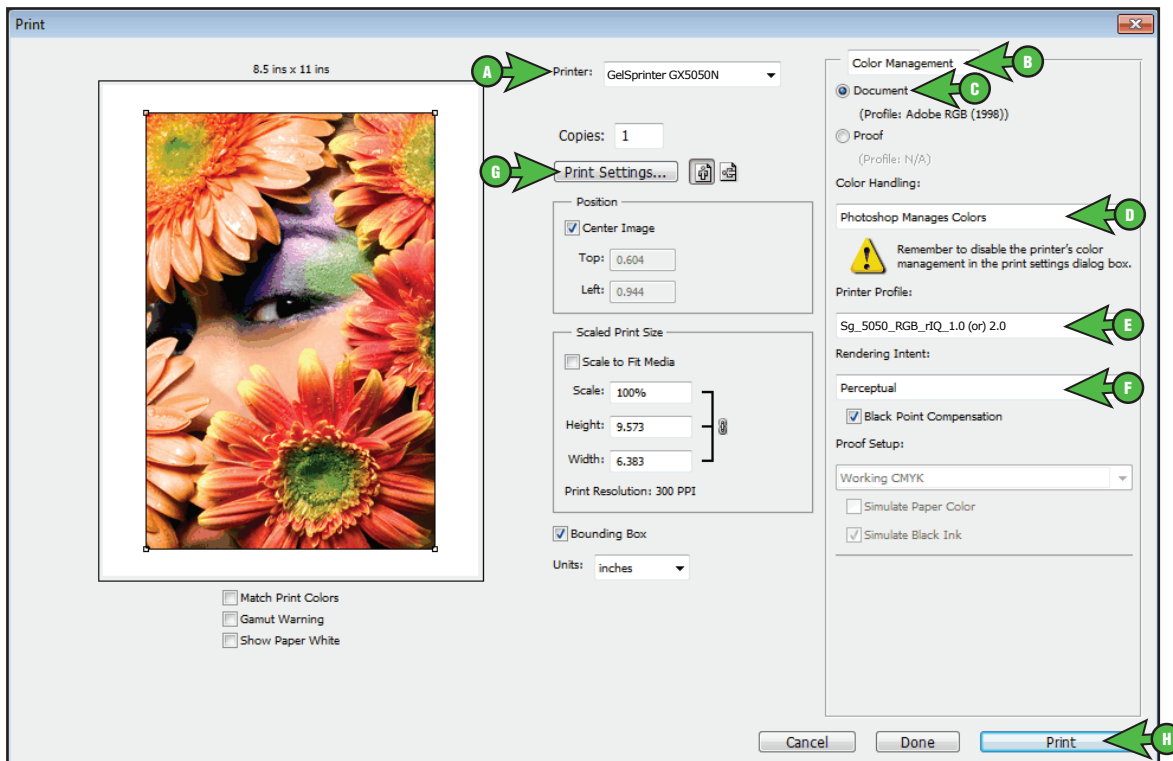 Print
8.5 ins x 11 ins
Match Print Colors
Gamut Warning
Show Paper White
A
Printer: GelSprinter GX5050N
Copies: 1
G
Print Settings...
Position
Center Image
Top: 0.604
Left: 0.944
Scaled Print Size
Scale to Fit Media
Scale: 100%
Height: 9.573
Width: 6.383
Print Resolution: 300 PPI
Bounding Box
Units: inches
Color Management B
Document C
(Profile: Adobe RGB (1998))
Proof
(Profile: N/A)
Color Handling:
Photoshop Manages Colors D
Remember to disable the printer's color
management in the print settings dialog box.
Printer Profile:
Sg_5050_RGB_rIQ_1.0 (or) 2.0 E
Rendering Intent:
Perceptual F
Black Point Compensation
Proof Setup:
Working CMYK
Simulate Paper Color
Simulate Black Ink
Cancel Done Print H